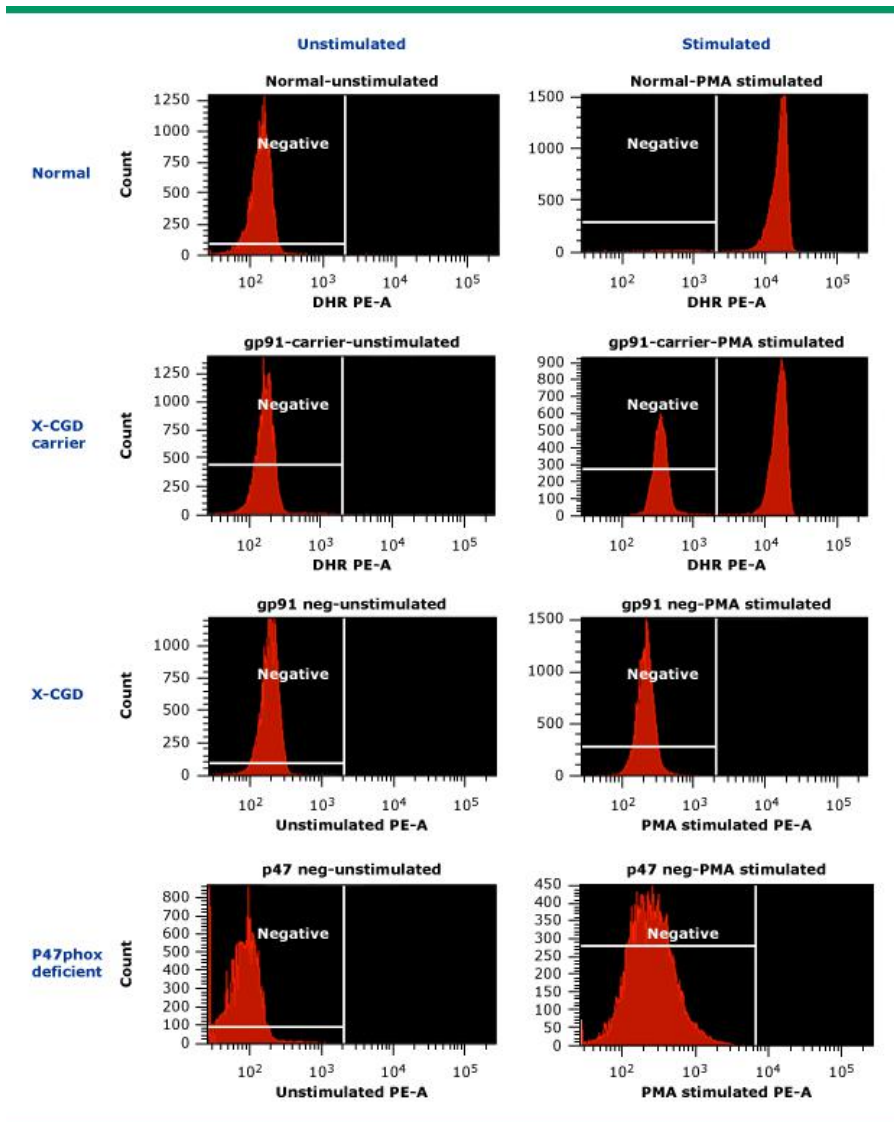 Unstimulated
Stimulated
Normal
Normal-unstimulated
Count
1250
1000
750
500
250
0
Negative
10² 10³ 10⁴ 10⁵
DHR PE-A
Normal-PMA stimulated
1500
1000
500
0
Negative
10² 10³ 10⁴ 10⁵
DHR PE-A
X-CGD
carrier
gp91-carrier-unstimulated
Count
1250
1000
750
500
250
0
Negative
10² 10³ 10⁴ 10⁵
DHR PE-A
gp91-carrier-PMA stimulated
900
800
700
600
500
400
300
200
100
0
Negative
10² 10³ 10⁴ 10⁵
DHR PE-A
X-CGD
gp91 neg-unstimulated
Count
1000
750
500
250
0
Negative
10² 10³ 10⁴ 10⁵
Unstimulated PE-A
gp91 neg-PMA stimulated
1500
1000
500
0
Negative
10² 10³ 10⁴ 10⁵
PMA stimulated PE-A
P47phox
deficient
p47 neg-unstimulated
Count
800
700
600
500
400
300
200
100
0
Negative
10² 10³ 10⁴ 10⁵
Unstimulated PE-A
p47 neg-PMA stimulated
450
400
350
300
250
200
150
100
50
0
Negative
10² 10³ 10⁴ 10⁵
PMA stimulated PE-A